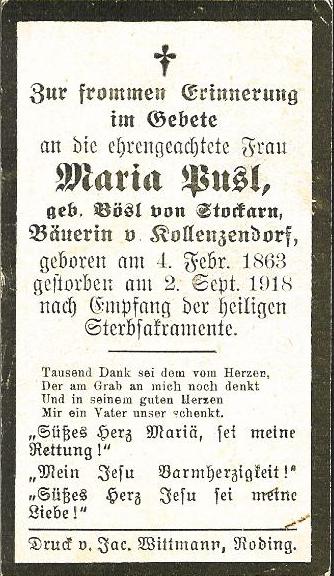 Zur frommen Erinnerung
im Gebete
an die ehrengeachtete Frau
Maria Pusl,
geb. Bösl von Stockarn,
Bäuerin v. Kollenzendorf,
geboren am 4. Febr. 1863
gestorben am 2. Sept. 1918
nach Empfang der heiligen
Sterbsakramente.
Tausend Dank sei dem vom Herzen,
Der am Grab an mich noch denkt
Und in seinem guten Herzen
Mir ein Vater unser schenkt.
„Süßes Herz Mariä, sei meine
Rettung!"
„Mein Jesu Barmherzigkeit!"
„Süßes Herz Jesu sei meine
Liebe!"
Druck v. Jac. Wittmann, Roding.